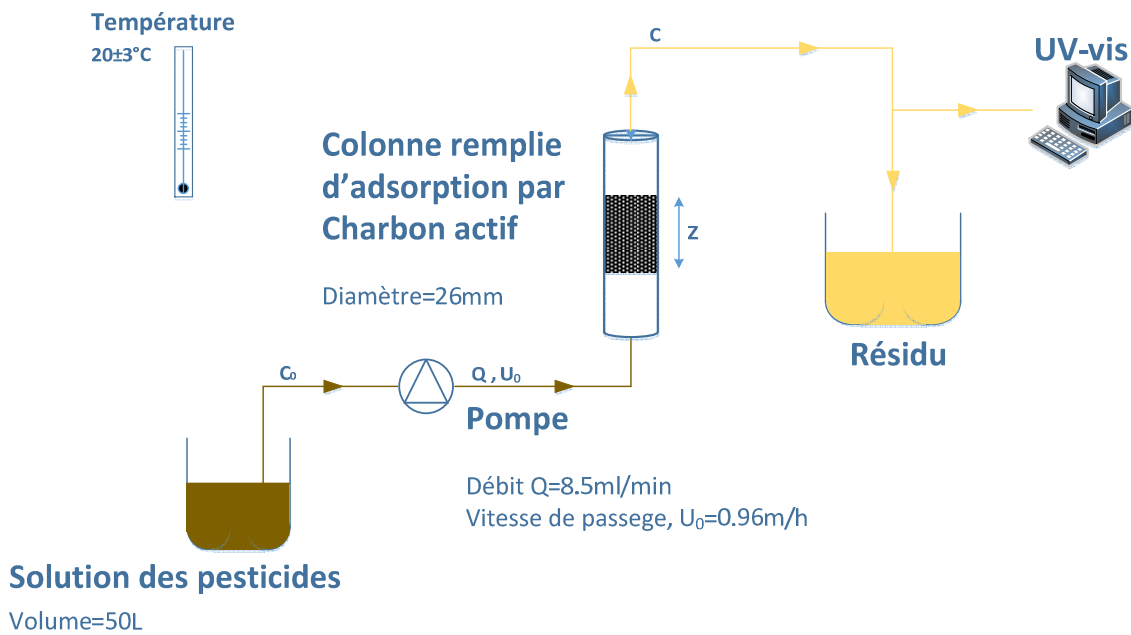 Température
20±3°C
C
UV-vis
Colonne remplie
d’adsorption par
Charbon actif
Z
Diamètre=26mm
Résidu
C₀
Q , U₀
Pompe
Débit Q=8.5ml/min
Vitesse de passege, U₀=0.96m/h
Solution des pesticides
Volume=50L